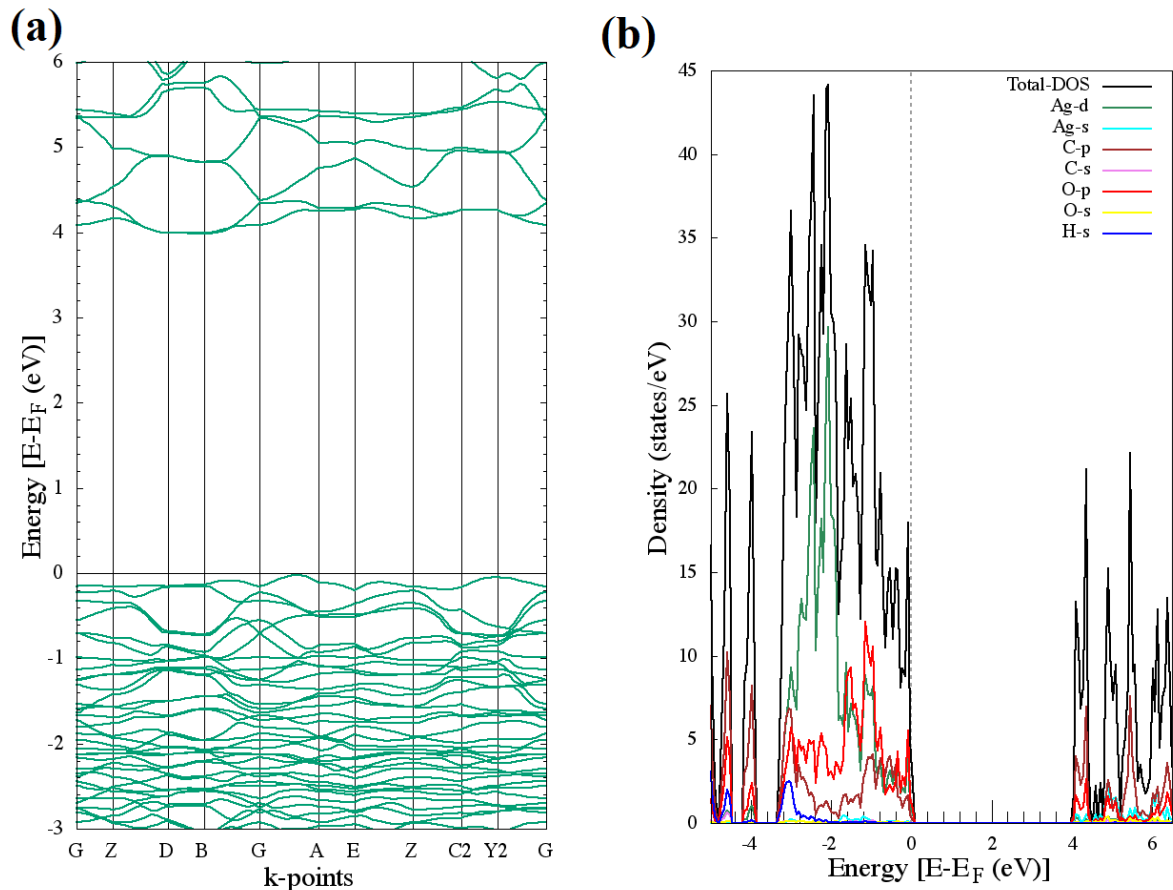 (a)
6
5
4
3
2
1
0
-1
-2
-3
Energy [E-E_F (eV)]
G Z D B G A E Z C2 Y2 G
k-points
(b)
45
40
35
30
25
20
15
10
5
0
Density (states/eV)
Total-DOS
Ag-d
Ag-s
C-p
C-s
O-p
O-s
H-s
-4 -2 0 2 4 6
Energy [E-E_F (eV)]